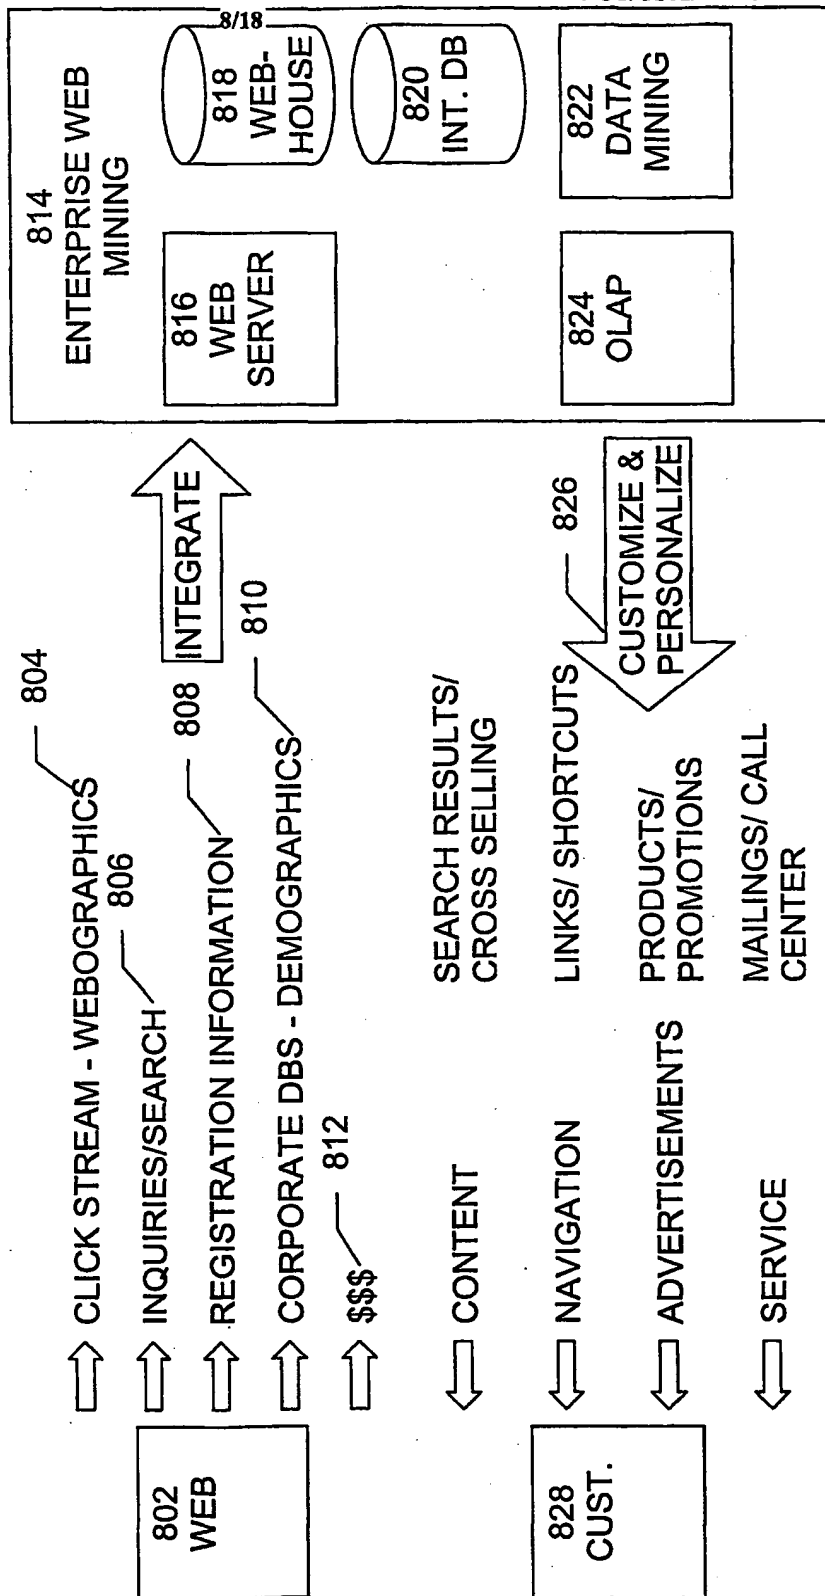 8/18
802
WEB
804
CLICK STREAM - WEBOGRAPHICS
806
INQUIRIES/SEARCH
808
REGISTRATION INFORMATION
810
CORPORATE DBS - DEMOGRAPHICS
812
$$$
INTEGRATE
814
ENTERPRISE WEB
MINING
816
WEB
SERVER
818
WEB-
HOUSE
820
INT. DB
824
OLAP
822
DATA
MINING
826
CUSTOMIZE &
PERSONALIZE
828
CUST.
CONTENT
SEARCH RESULTS/
CROSS SELLING
NAVIGATION
LINKS/ SHORTCUTS
ADVERTISEMENTS
PRODUCTS/
PROMOTIONS
SERVICE
MAILINGS/ CALL
CENTER